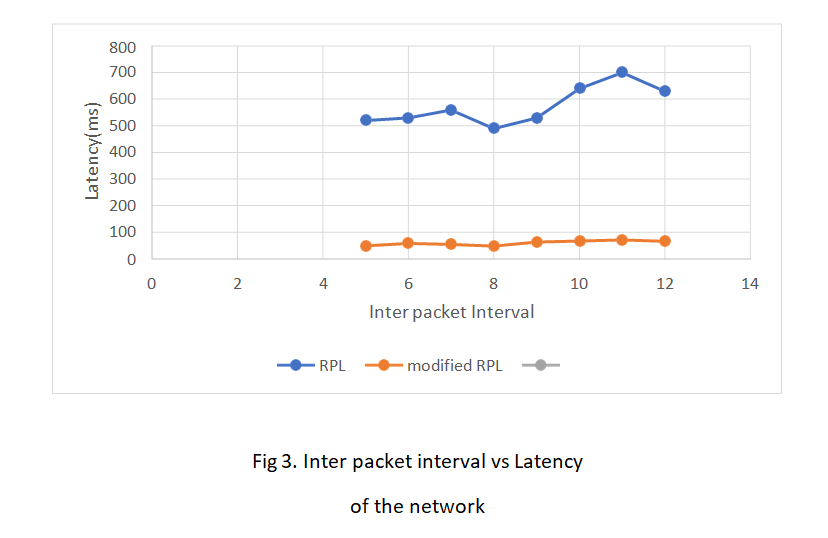 800
700
600
500
400
300
200
100
0
Latency(ms)
0 2 4 6 8 10 12 14
Inter packet Interval
RPL modified RPL
Fig 3. Inter packet interval vs Latency
of the network